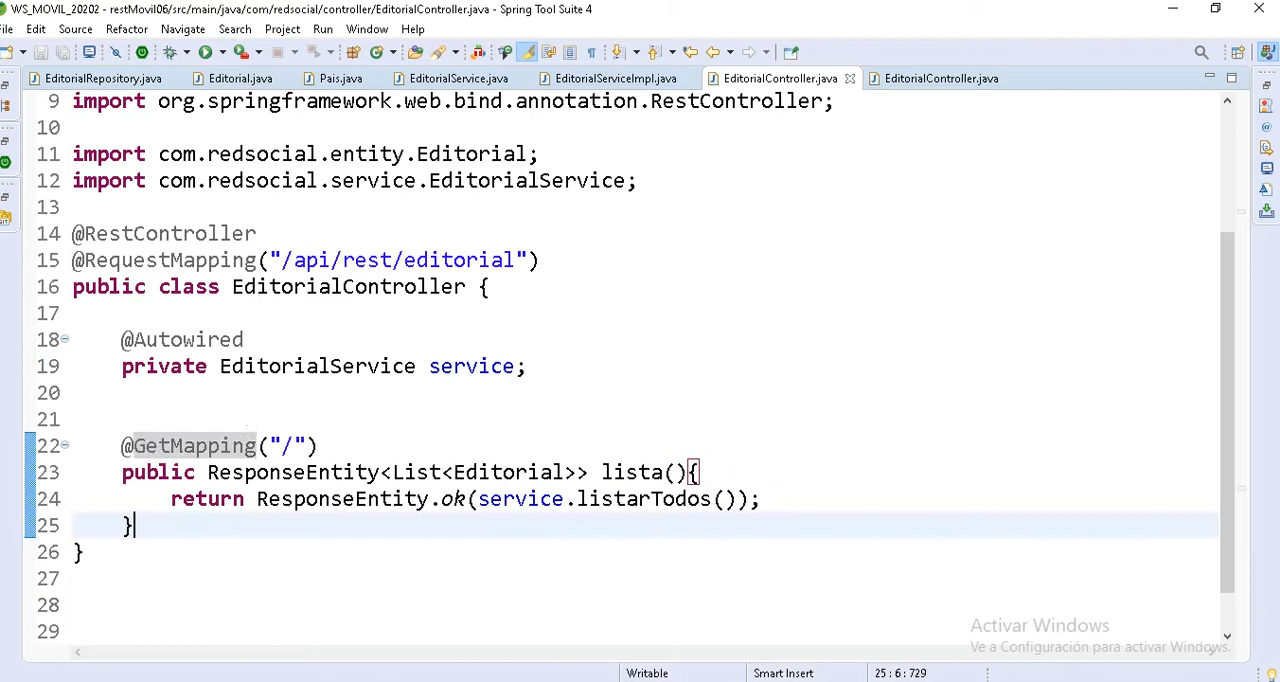 WS_MOVIL_20202 - restMovil06/src/main/java/com/redsocial/controller/EditorialController.java - Spring Tool Suite 4
File Edit Source Refactor Navigate Search Project Run Window Help
EditorialRepository.java Editorial.java Pais.java EditorialService.java EditorialServiceImpl.java EditorialController.java EditorialController.java
9 import org.springframework.web.bind.annotation.RestController;
10
11 import com.redsocial.entity.Editorial;
12 import com.redsocial.service.EditorialService;
13
14 @RestController
15 @RequestMapping("/api/rest/editorial")
16 public class EditorialController {
17
18 @Autowired
19 private EditorialService service;
20
21
22 @GetMapping("/")
23 public ResponseEntity<List<Editorial>> lista(){
24 return ResponseEntity.ok(service.listarTodos());
25 }
26 }
27
28
29
Activar Windows
Ve a Configuración para activar Windows.
Writable Smart Insert 25 : 6 : 729